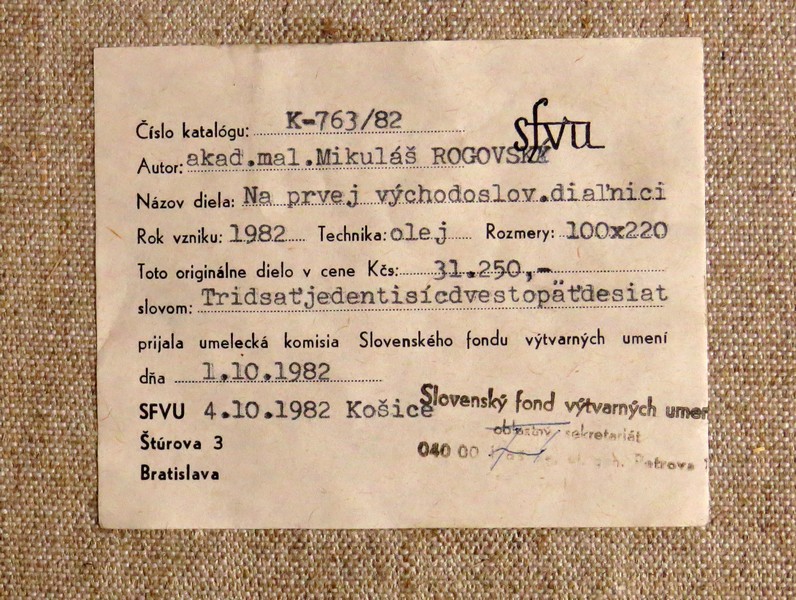 sfvu
Číslo katalógu: K-763/82
Autor: akad.mal.Mikuláš ROGOVSKÝ
Názov diela: Na prvej východoslov.diaľnici
Rok vzniku: 1982 Technika: olej Rozmery: 100x220
Toto originálne dielo v cene Kčs: 31.250,-
slovom: Tridsaťjedentisícdvestopäťdesiat
prijala umelecká komisia Slovenského fondu výtvarných umení
dňa 1.10.1982
SFVU 4.10.1982 Košice
Štúrova 3
Bratislava
Slovenský fond výtvarných umen
oblastný sekretariát
040 00 Petrova